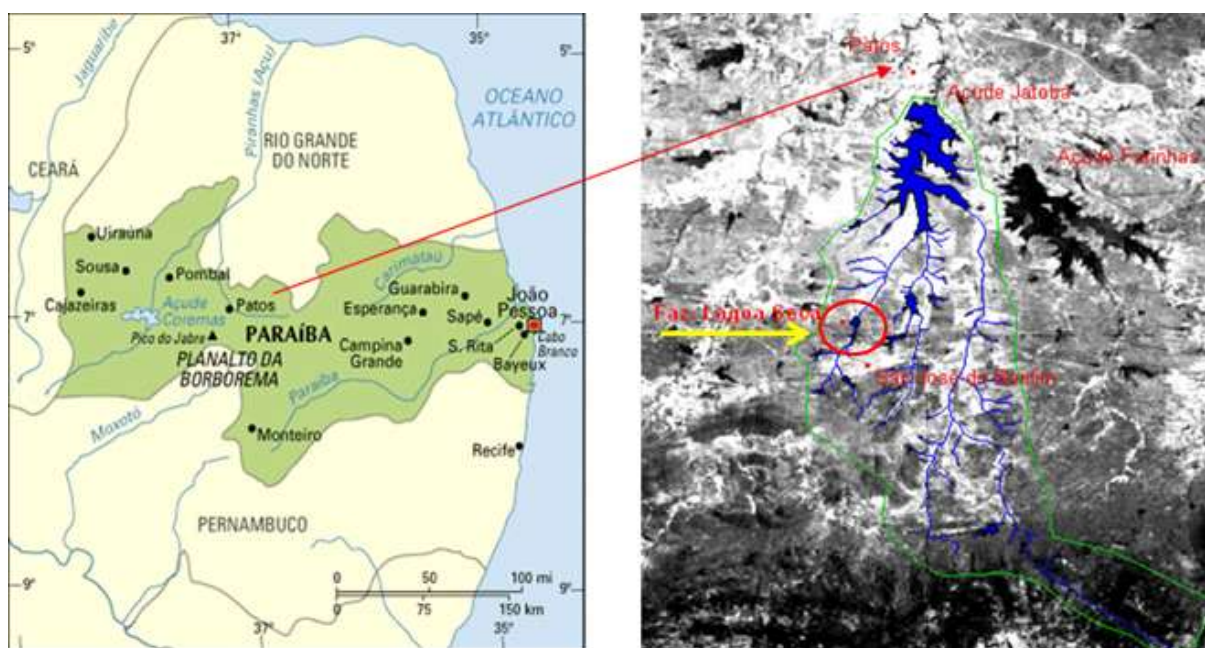 37°
35°
5°
5°
Jaguaribe
Piranhas (Açu)
OCEANO
ATLÂNTICO
RIO GRANDE
DO NORTE
CEARÁ
Uiraúna
Sousa
Pombal
Cajazeiras
Açude
Coremas
Patos
Carimataú
Guarabira
Esperança
João
Pessoa
Sapé
7°
7°
Pico do Jabre
PARAÍBA
Campina
Grande
S. Rita
Cabo
Branco
Bayeux
PLANALTO DA
BORBOREMA
Paraíba
Moxotó
Monteiro
Recife
PERNAMBUCO
0
50
100 mi
0
75
150 km
9°
9°
37°
35°
Patos
Açude Jatobá
Açude Farinhas
Faz. Lagoa Seca
São José do Bonfim